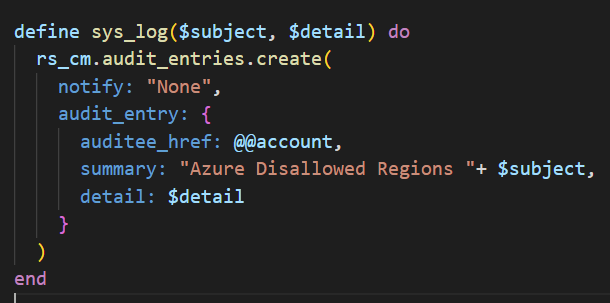 define sys_log($subject, $detail) do
  rs_cm.audit_entries.create(
    notify: "None",
    audit_entry: {
      auditee_href: @@account,
      summary: "Azure Disallowed Regions "+ $subject,
      detail: $detail
    }
  )
end